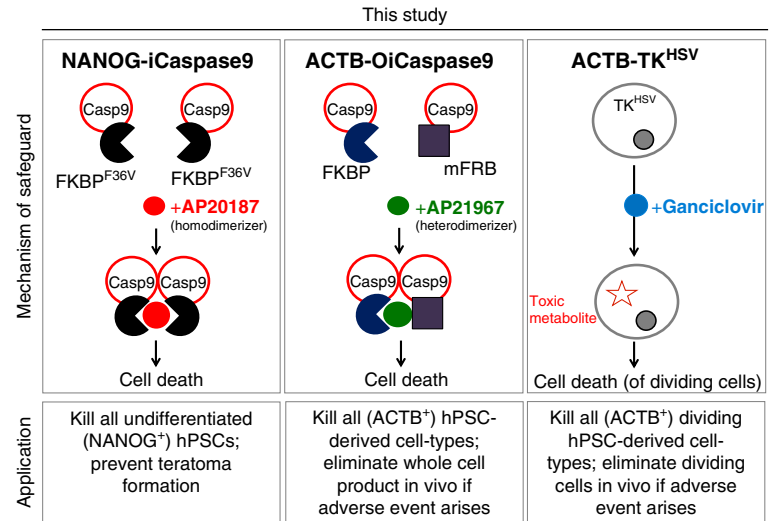 This study
Mechanism of safeguard
NANOG-iCaspase9
Casp9
Casp9
FKBP^F36V
FKBP^F36V
+AP20187
(homodimerizer)
Casp9
Casp9
Cell death
ACTB-OiCaspase9
Casp9
Casp9
FKBP
mFRB
+AP21967
(heterodimerizer)
Casp9
Casp9
Cell death
ACTB-TK^HSV
TK^HSV
+Ganciclovir
Toxic
metabolite
Cell death (of dividing cells)
Application
Kill all undifferentiated
(NANOG⁺) hPSCs;
prevent teratoma
formation
Kill all (ACTB⁺) hPSC-
derived cell-types;
eliminate whole cell
product in vivo if
adverse event arises
Kill all (ACTB⁺) dividing
hPSC-derived cell-
types; eliminate dividing
cells in vivo if adverse
event arises